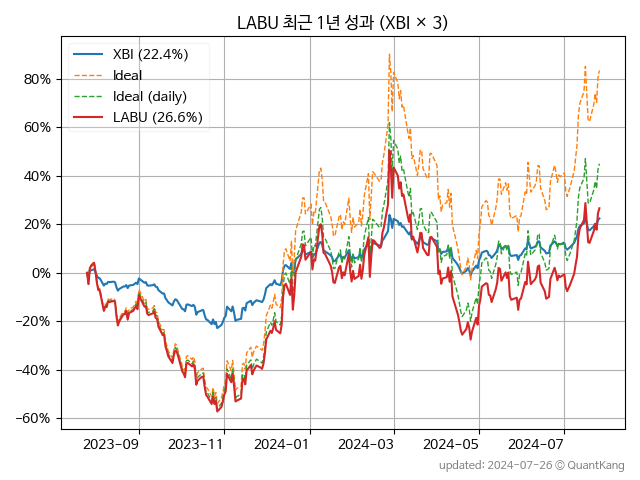 LABU 최근 1년 성과 (XBI × 3)
XBI (22.4%)
Ideal
Ideal (daily)
LABU (26.6%)
80%
60%
40%
20%
0%
−20%
−40%
−60%
2023-09 2023-11 2024-01 2024-03 2024-05 2024-07
updated: 2024-07-26 © QuantKang